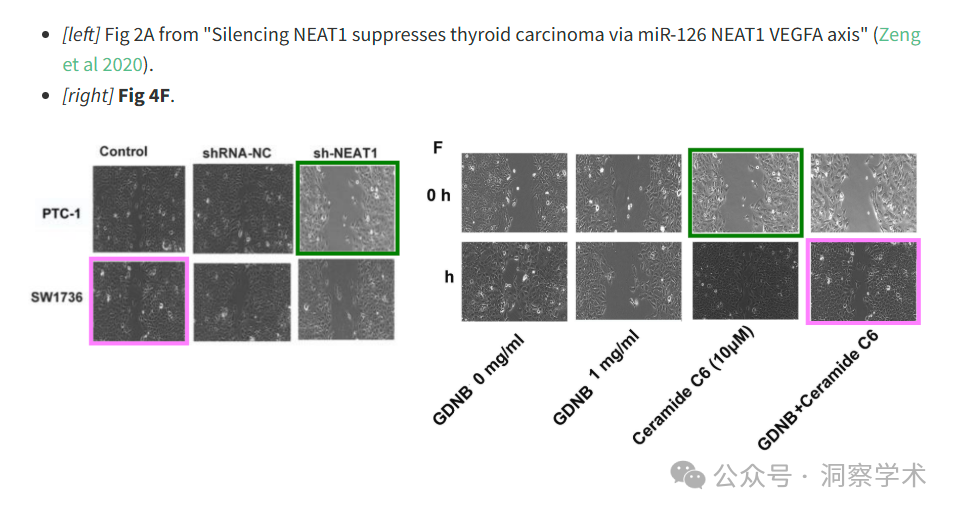 [left] Fig 2A from "Silencing NEAT1 suppresses thyroid carcinoma via miR-126 NEAT1 VEGFA axis" (Zeng
et al 2020).
[right] Fig 4F.
Control shRNA-NC sh-NEAT1
PTC-1
SW1736
F
0 h
h
GDNB 0 mg/ml
GDNB 1 mg/ml
Ceramide C6 (10μM)
GDNB+Ceramide C6
公众号 · 洞察学术